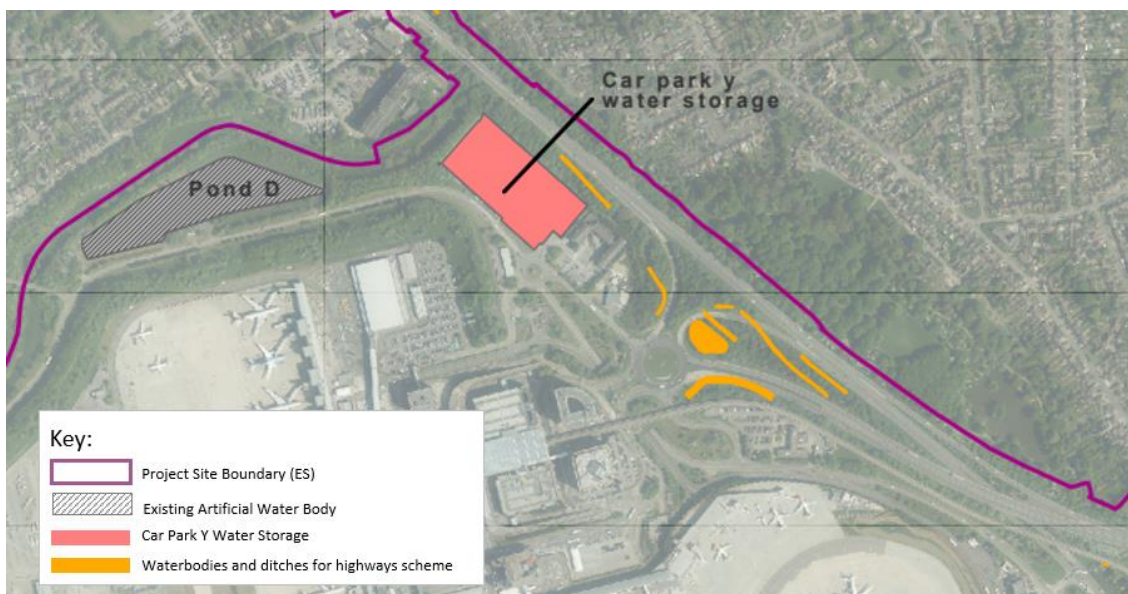 Car park y
water storage
Pond D
Key:
Project Site Boundary (ES)
Existing Artificial Water Body
Car Park Y Water Storage
Waterbodies and ditches for highways scheme